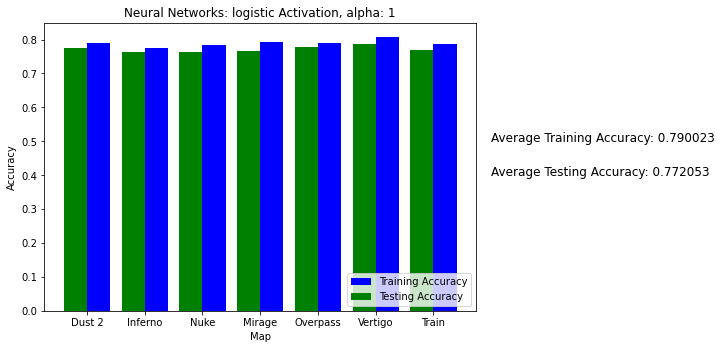 Neural Networks: logistic Activation, alpha: 1
0.8
0.7
0.6
0.5
0.4
0.3
0.2
0.1
0.0
Accuracy
Dust 2 Inferno Nuke Mirage Overpass Vertigo Train
Map
Training Accuracy
Testing Accuracy
Average Training Accuracy: 0.790023
Average Testing Accuracy: 0.772053